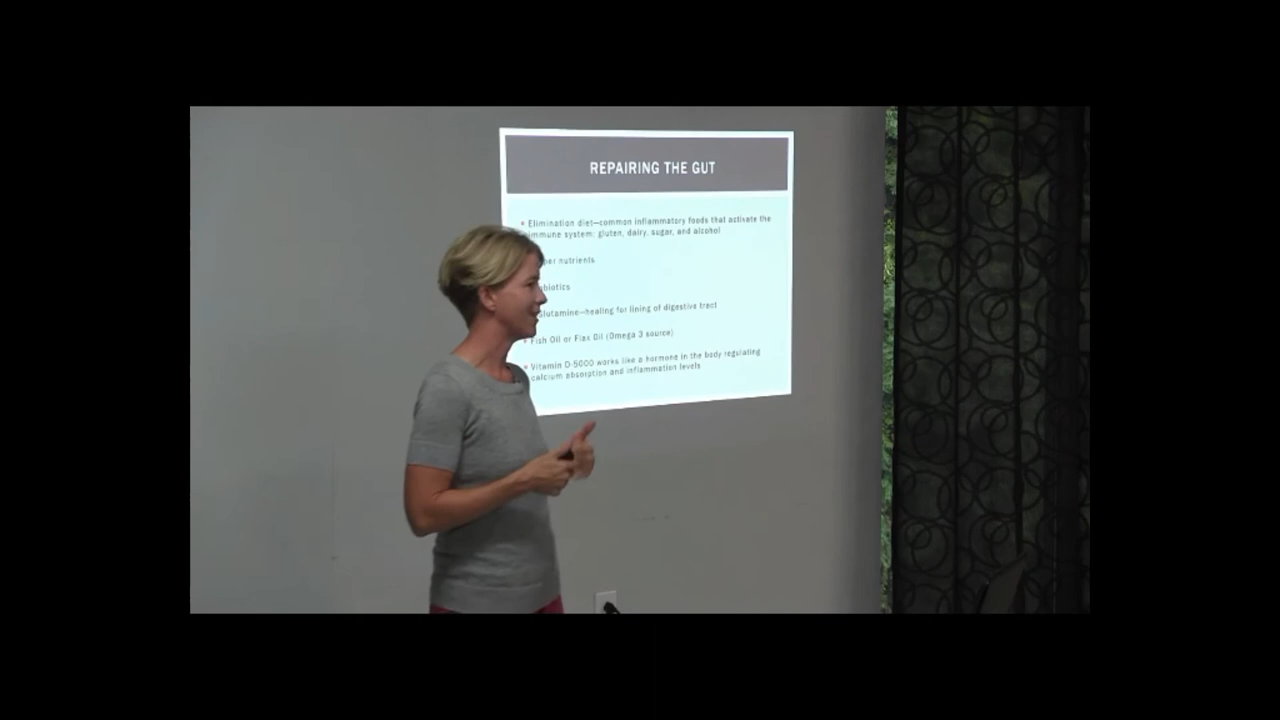 REPAIRING THE GUT
• Elimination diet—common inflammatory foods that activate the
immune system: gluten, dairy, sugar, and alcohol
nutrients
Glutamine—healing for lining of digestive tract
• Fish Oil or Flax Oil (Omega 3 source)
• Vitamin D-5000 works like a hormone in the body regulating
calcium absorption and inflammation levels